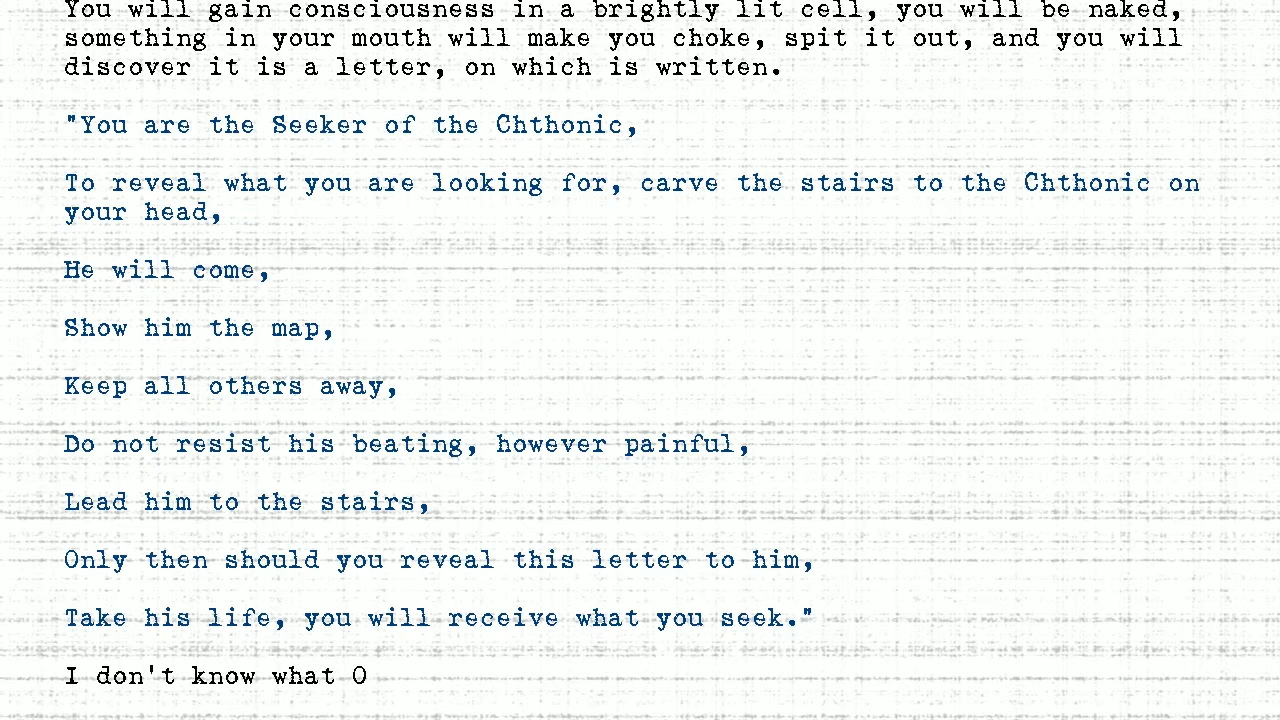 You will gain consciousness in a brightly lit cell, you will be naked,
something in your mouth will make you choke, spit it out, and you will
discover it is a letter, on which is written.
"You are the Seeker of the Chthonic,
To reveal what you are looking for, carve the stairs to the Chthonic on
your head,
He will come,
Show him the map,
Keep all others away,
Do not resist his beating, however painful,
Lead him to the stairs,
Only then should you reveal this letter to him,
Take his life, you will receive what you seek."
I don't know what O